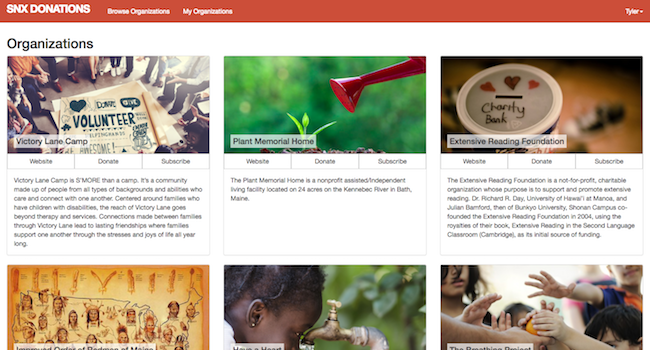 SNX DONATIONS
Browse Organizations
My Organizations
Tyler
Organizations
DONATE
GIVE
VOLUNTEER
HELPING HAND
CHARITY
AWESOME!
Victory Lane Camp
Plant Memorial Home
Charity
Bank
Extensive Reading Foundation
Website Donate Subscribe
Website Donate Subscribe
Website Donate Subscribe
Victory Lane Camp is S'MORE than a camp. It's a community
made up of people from all types of backgrounds and abilities who
care and connect with one another. Centered around families who
have children with disabilities, the reach of Victory Lane goes
beyond therapy and services. Connections made between families
through Victory Lane lead to lasting friendships where families
support one another through the stresses and joys of life all year
long.
The Plant Memorial Home is a nonprofit assisted/independent
living facility located on 24 acres on the Kennebec River in Bath,
Maine.
The Extensive Reading Foundation is a not-for-profit, charitable
organization whose purpose is to support and promote extensive
reading. Dr. Richard R. Day, University of Hawai'i at Manoa, and
Julian Bamford, then of Bunkyo University, Shonan Campus co-
founded the Extensive Reading Foundation in 2004, using the
royalties of their book, Extensive Reading in the Second Language
Classroom (Cambridge), as its initial source of funding.
Improved Order of Redmen of Maine
Have a Heart
The Breathing Project